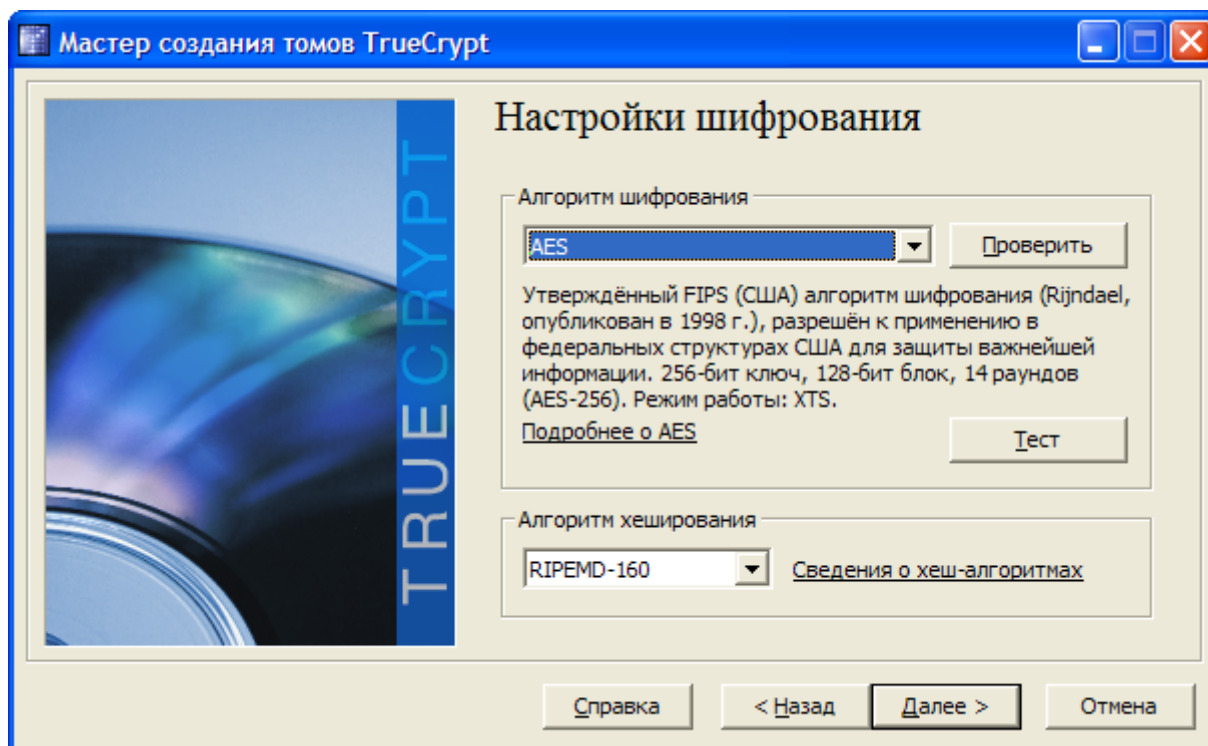 Мастер создания томов TrueCrypt
TRUECRYPT
Настройки шифрования
Алгоритм шифрования
AES
Проверить
Утверждённый FIPS (США) алгоритм шифрования (Rijndael,
опубликован в 1998 г.), разрешён к применению в
федеральных структурах США для защиты важнейшей
информации. 256-бит ключ, 128-бит блок, 14 раундов
(AES-256). Режим работы: XTS.
Подробнее о AES
Тест
Алгоритм хеширования
RIPEMD-160
Сведения о хеш-алгоритмах
Справка
< Назад
Далее >
Отмена